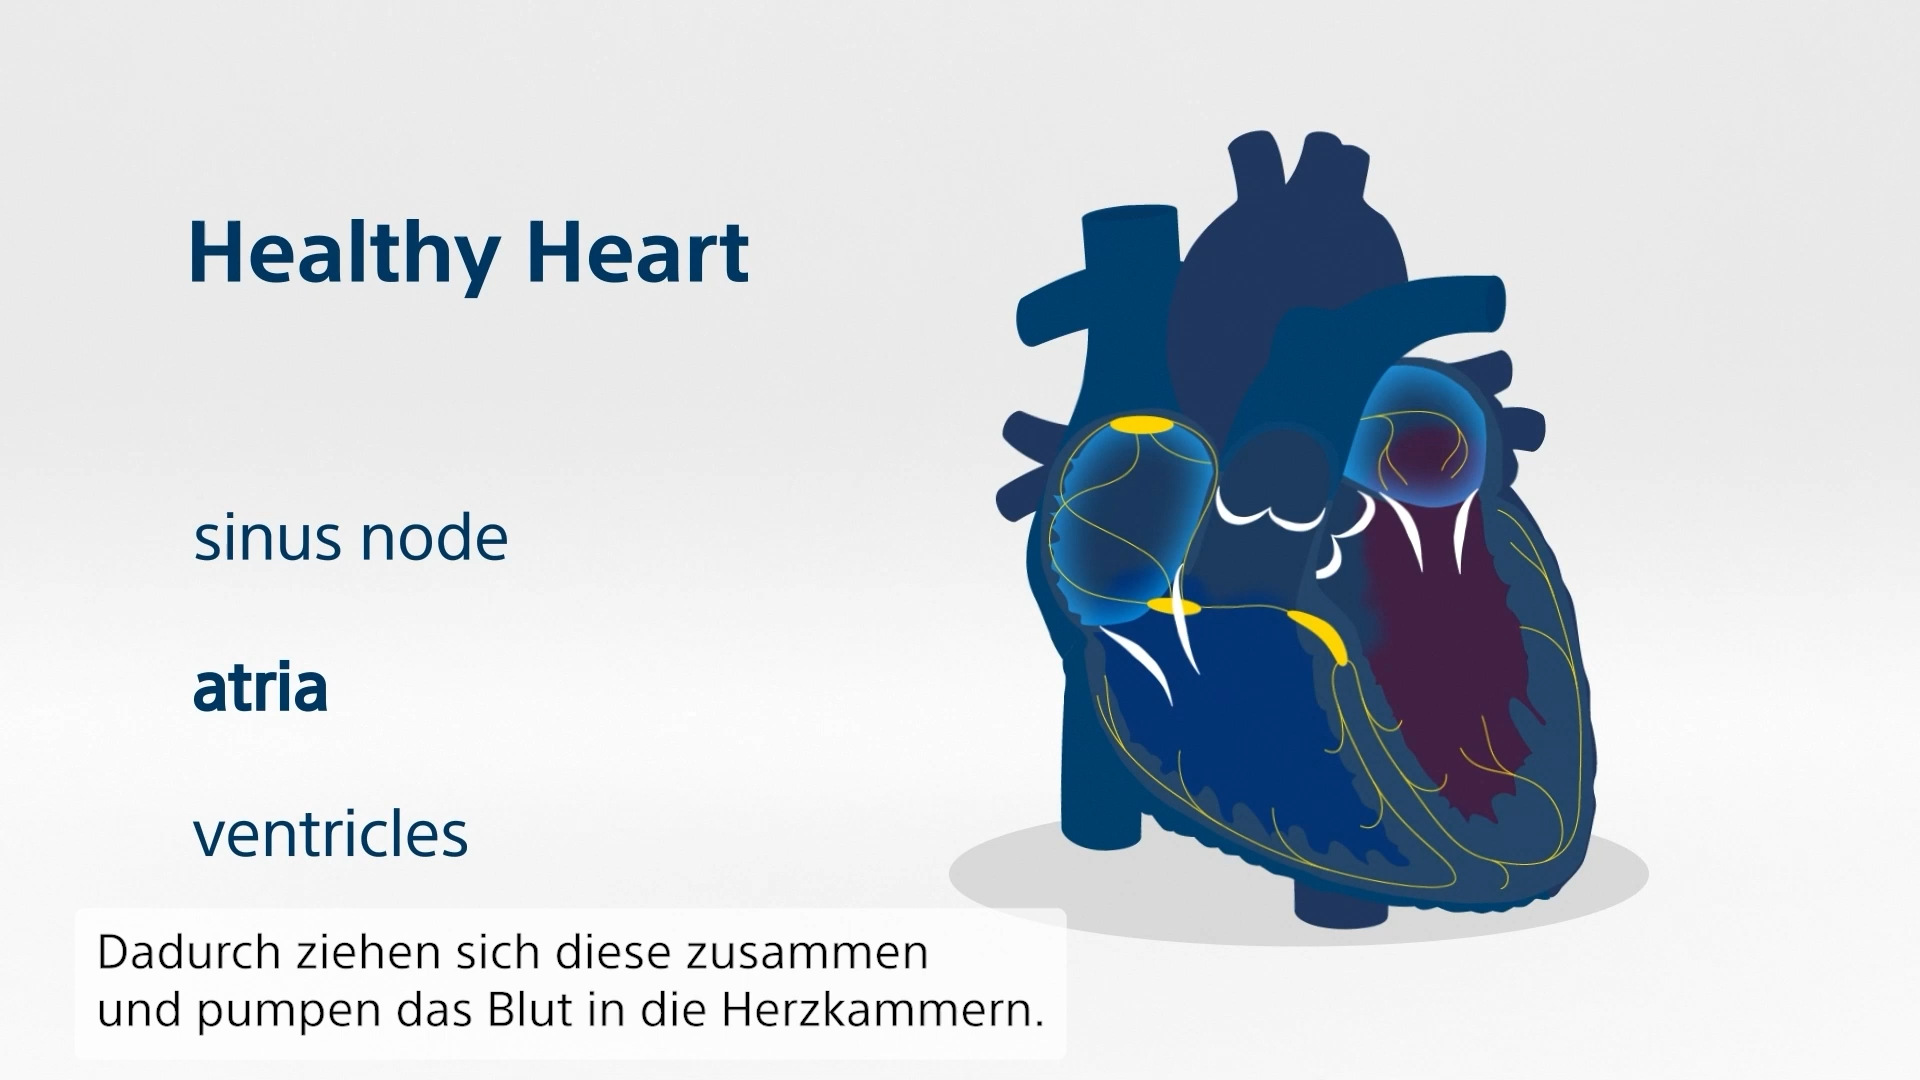 Healthy Heart
sinus node
atria
ventricles
Dadurch ziehen sich diese zusammen
und pumpen das Blut in die Herzkammern.